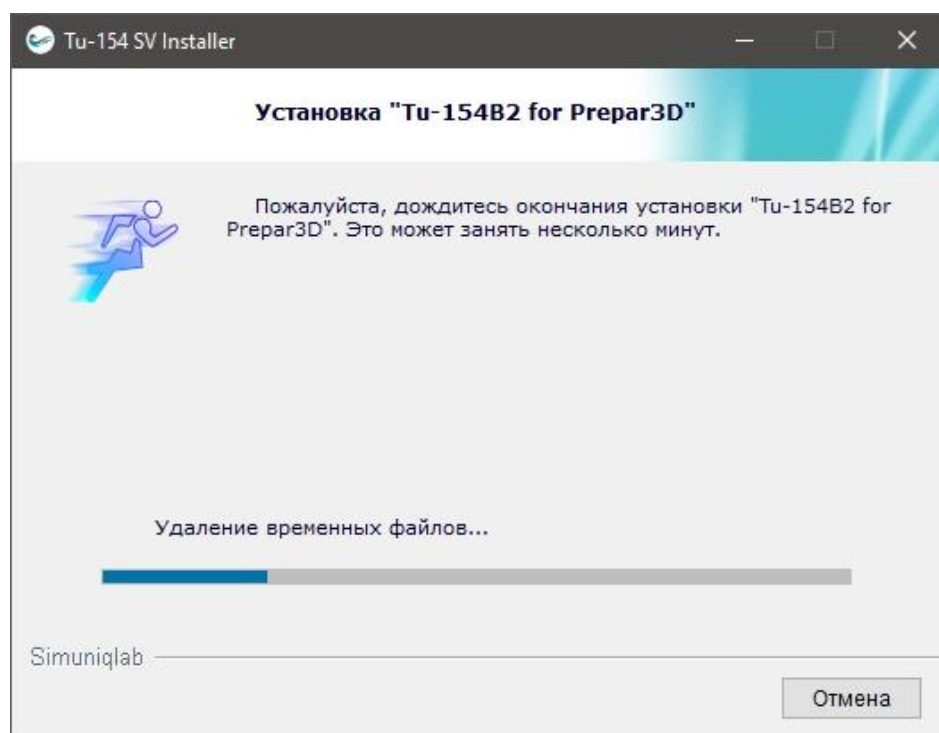 Tu-154 SV Installer
Установка "Tu-154B2 for Prepar3D"
Пожалуйста, дождитесь окончания установки "Tu-154B2 for
Prepar3D". Это может занять несколько минут.
Удаление временных файлов...
Simuniqlab
Отмена